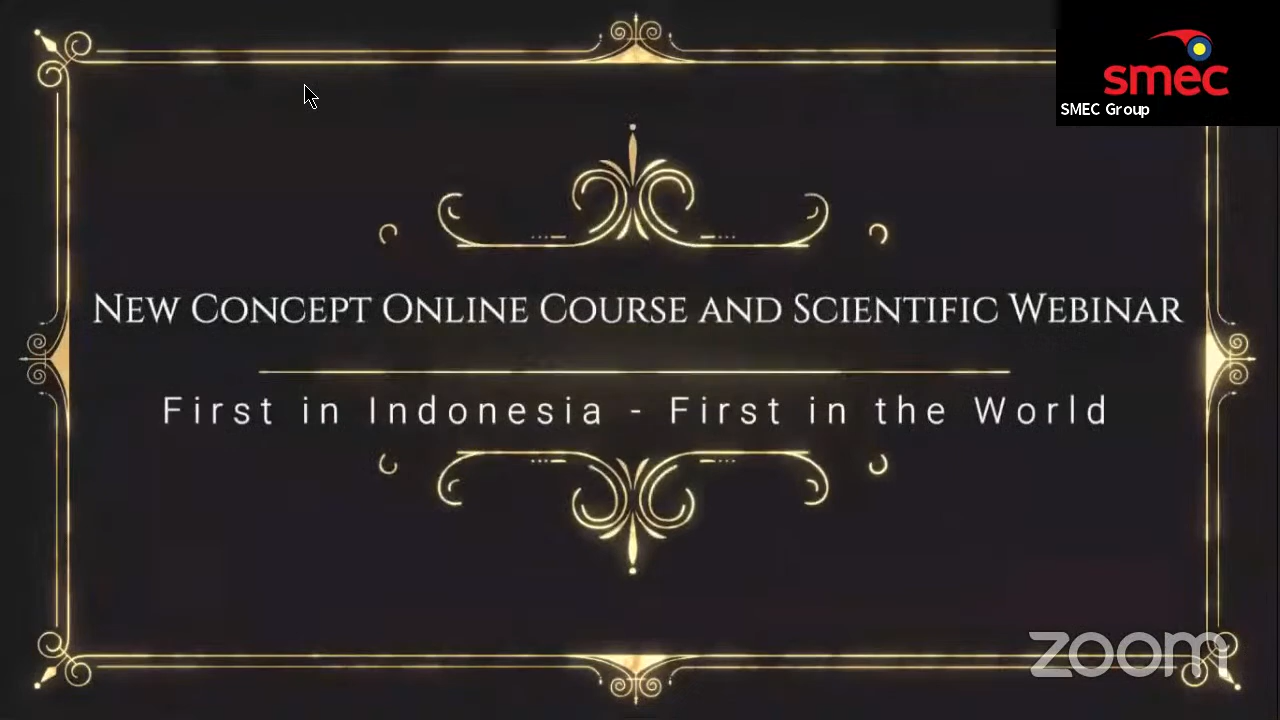 smec
SMEC Group
New Concept Online Course and Scientific Webinar
First in Indonesia - First in the World
zoom